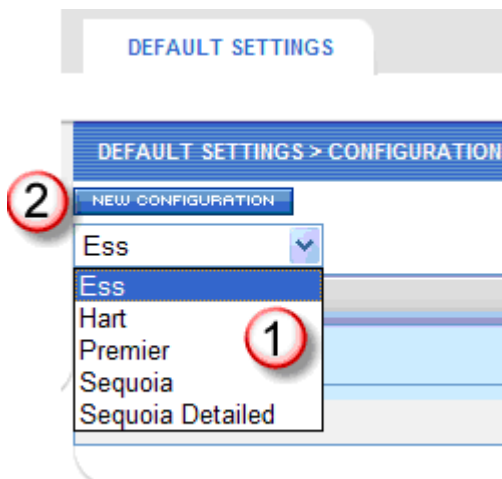 DEFAULT SETTINGS
DEFAULT SETTINGS > CONFIGURATION
2
NEW CONFIGURATION
Ess
Ess
Hart
1
Premier
Sequoia
Sequoia Detailed